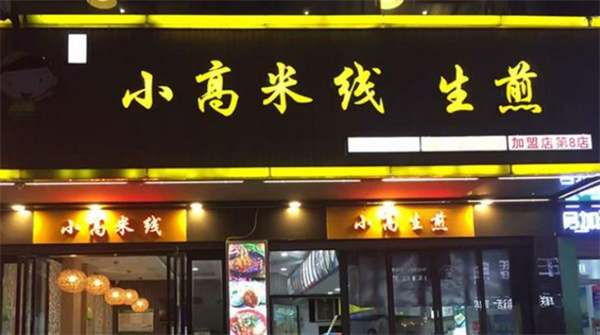 小高米线 生煎
加盟店第8店
小高米线
小高生煎